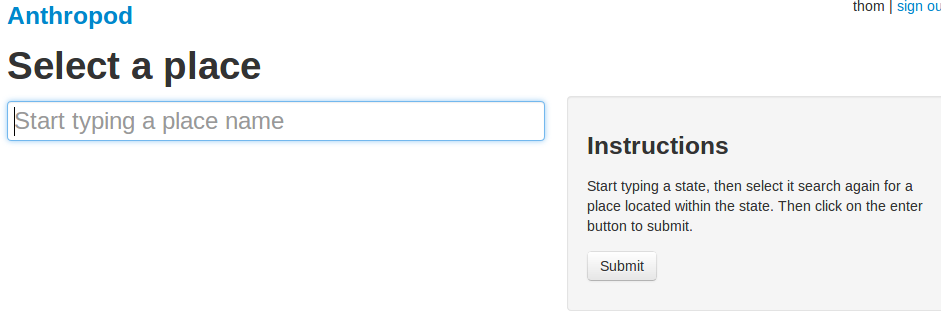 Anthropod
thom | sign ou
Select a place
Start typing a place name
Instructions
Start typing a state, then select it search again for a
place located within the state. Then click on the enter
button to submit.
Submit